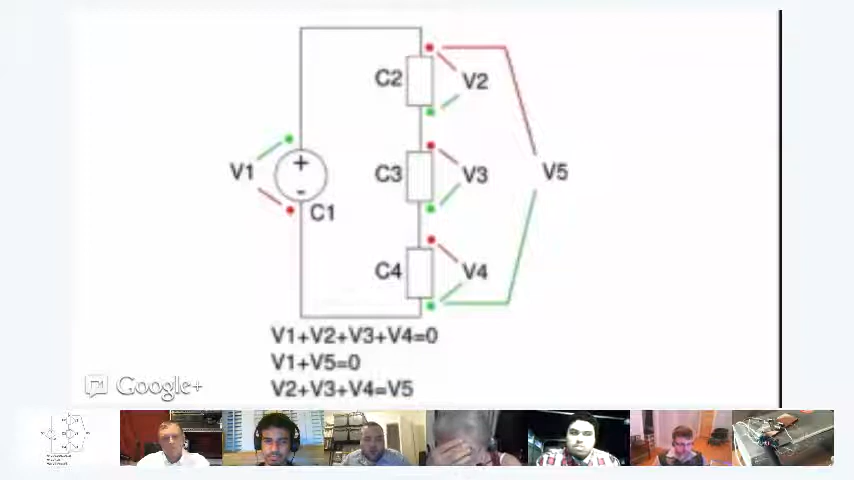 C2
V2
V1
+
-
C1
C3
V3
V5
C4
V4
V1+V2+V3+V4=0
V1+V5=0
V2+V3+V4=V5
Google+